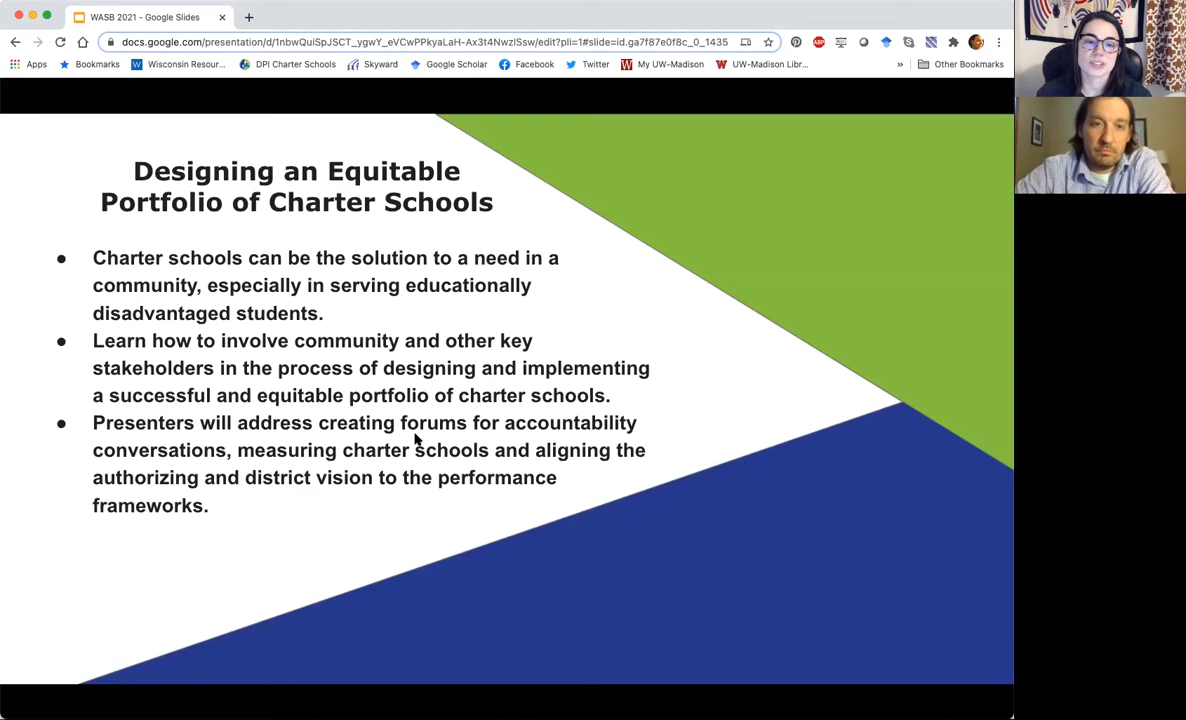 WASB 2021 - Google Slides
docs.google.com/presentation/d/1nbwQuiSpJSCT_ygwY_eVCwPPkyaLaH-Ax3t4NwzlSsw/edit?pli=1#slide=id.ga7f87e0f8c_0_1435
Apps Bookmarks Wisconsin Resour... DPI Charter Schools Skyward Google Scholar Facebook Twitter My UW-Madison UW-Madison Libr... » Other Bookmarks
Designing an Equitable
Portfolio of Charter Schools
● Charter schools can be the solution to a need in a
community, especially in serving educationally
disadvantaged students.
● Learn how to involve community and other key
stakeholders in the process of designing and implementing
a successful and equitable portfolio of charter schools.
● Presenters will address creating forums for accountability
conversations, measuring charter schools and aligning the
authorizing and district vision to the performance
frameworks.